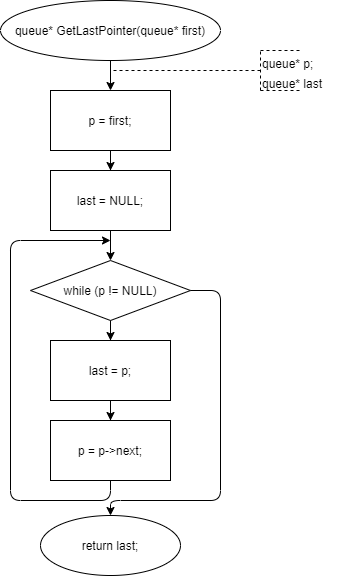 queue* GetLastPointer(queue* first)
queue* p;
queue* last
p = first;
last = NULL;
while (p != NULL)
last = p;
p = p->next;
return last;